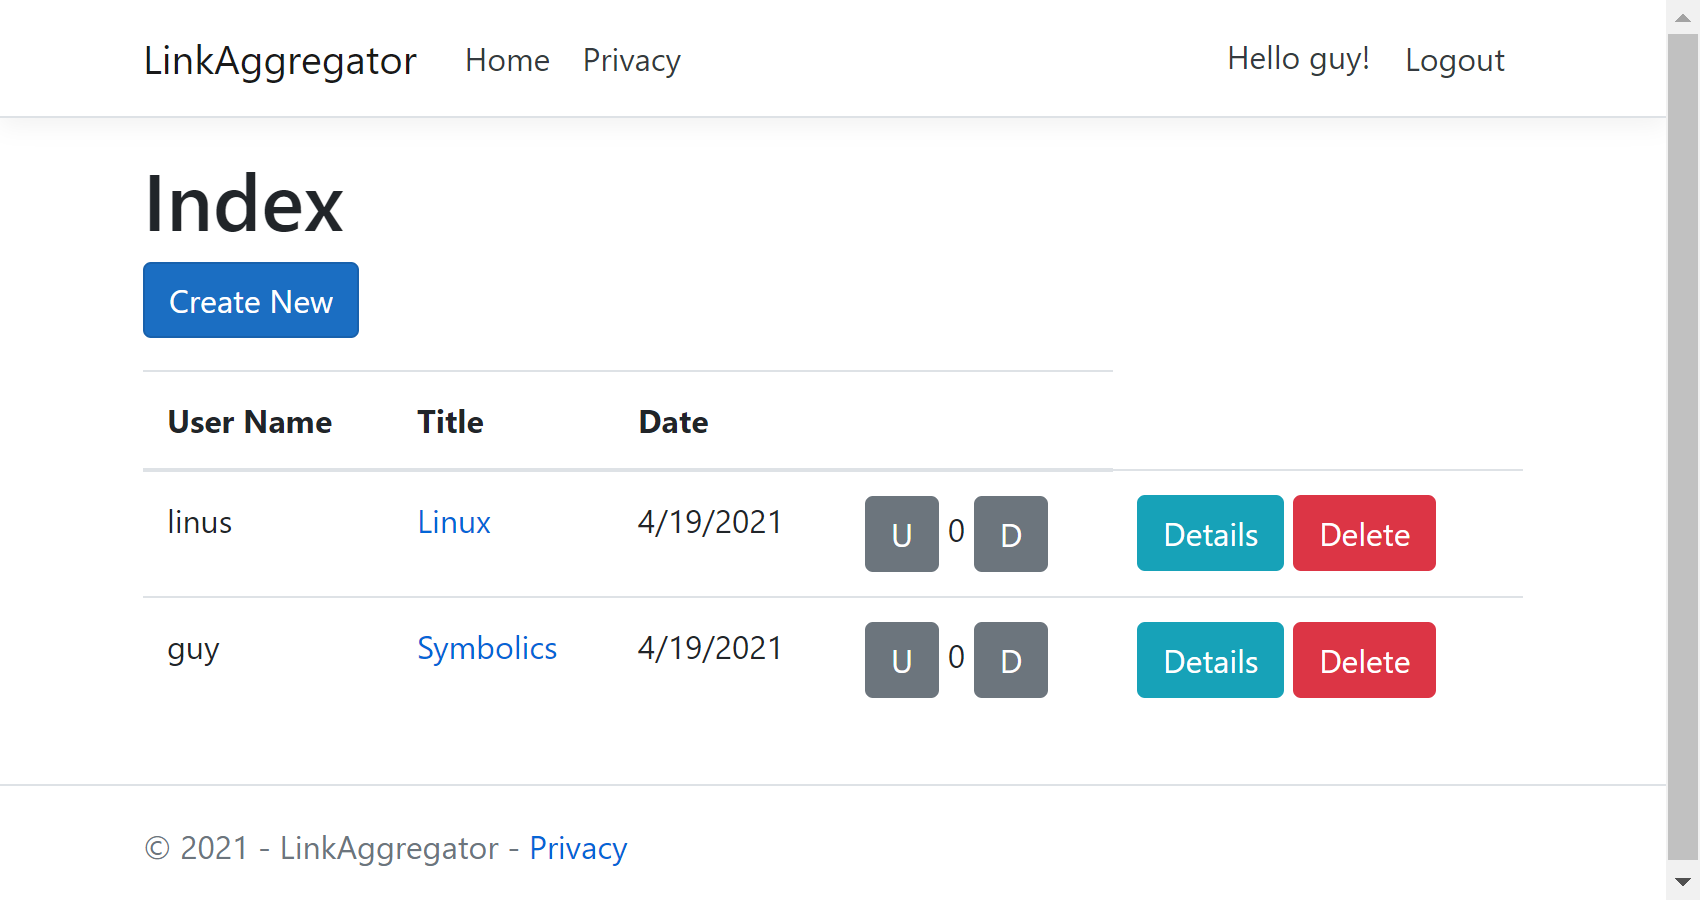 LinkAggregator Home Privacy Hello guy! Logout
Index
Create New
User Name Title Date
linus Linux 4/19/2021 U 0 D Details Delete
guy Symbolics 4/19/2021 U 0 D Details Delete
© 2021 - LinkAggregator - Privacy